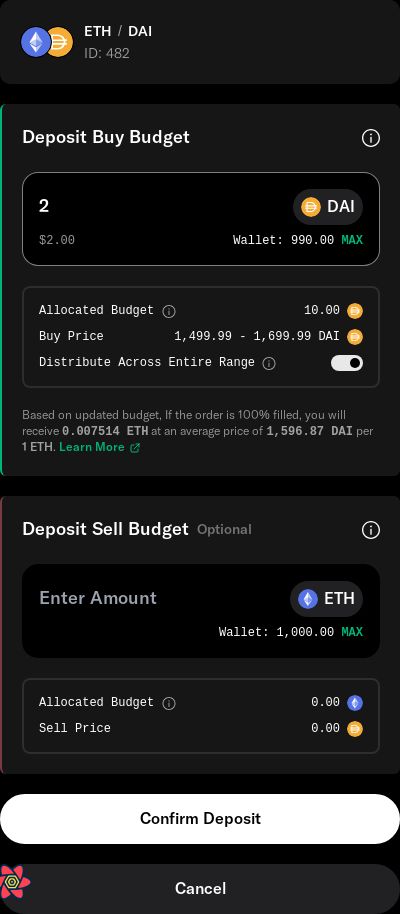 ETH / DAI
ID: 482
Deposit Buy Budget
2 DAI
$2.00 Wallet: 990.00 MAX
Allocated Budget 10.00
Buy Price 1,499.99 - 1,699.99 DAI
Distribute Across Entire Range
Based on updated budget, If the order is 100% filled, you will
receive 0.007514 ETH at an average price of 1,596.87 DAI per
1 ETH. Learn More
Deposit Sell Budget Optional
Enter Amount ETH
Wallet: 1,000.00 MAX
Allocated Budget 0.00
Sell Price 0.00
Confirm Deposit
Cancel